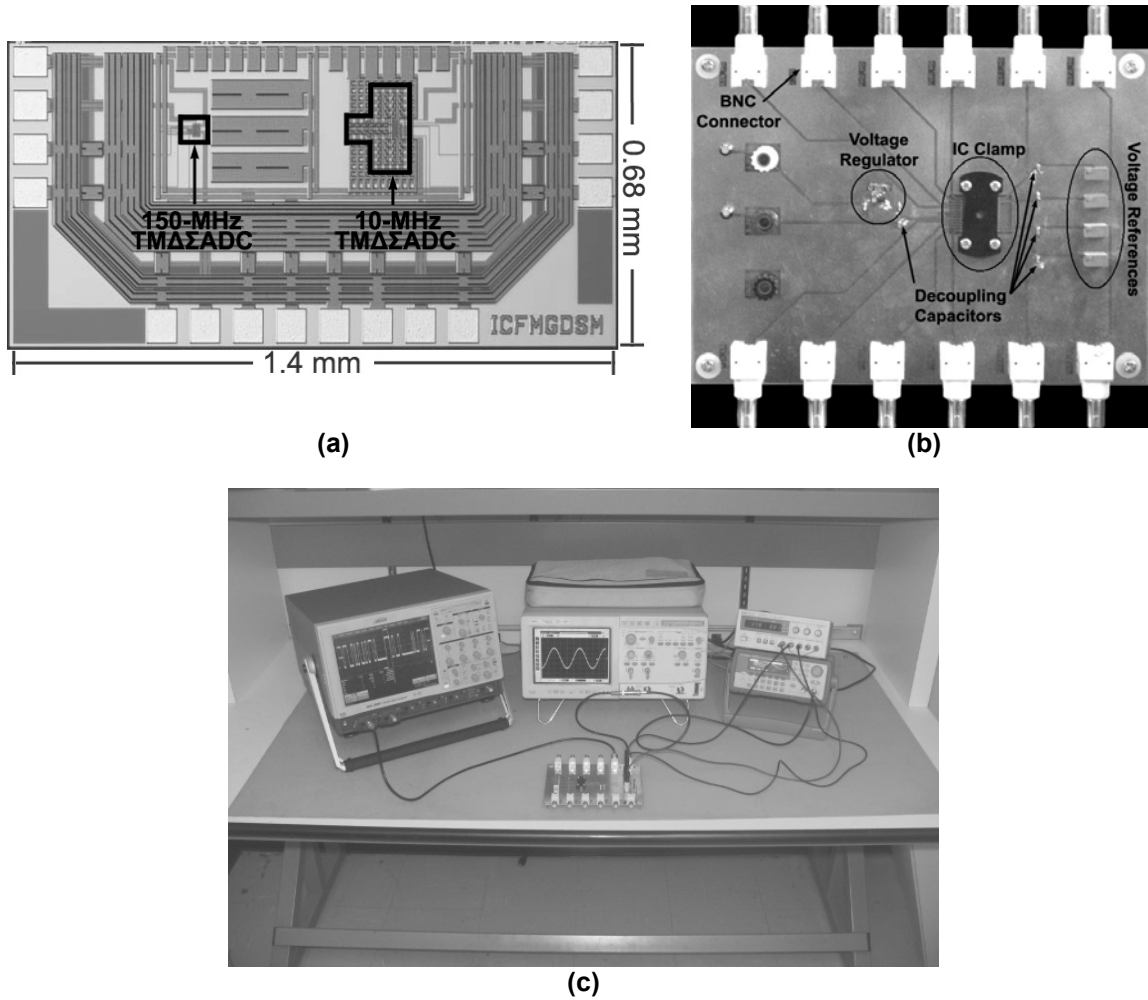 150-MHz
TMΔΣADC
10-MHz
TMΔΣADC
ICFMGDSM
0.68 mm
1.4 mm
(a)
BNC
Connector
Voltage
Regulator
IC Clamp
Voltage References
Decoupling
Capacitors
(b)
(c)